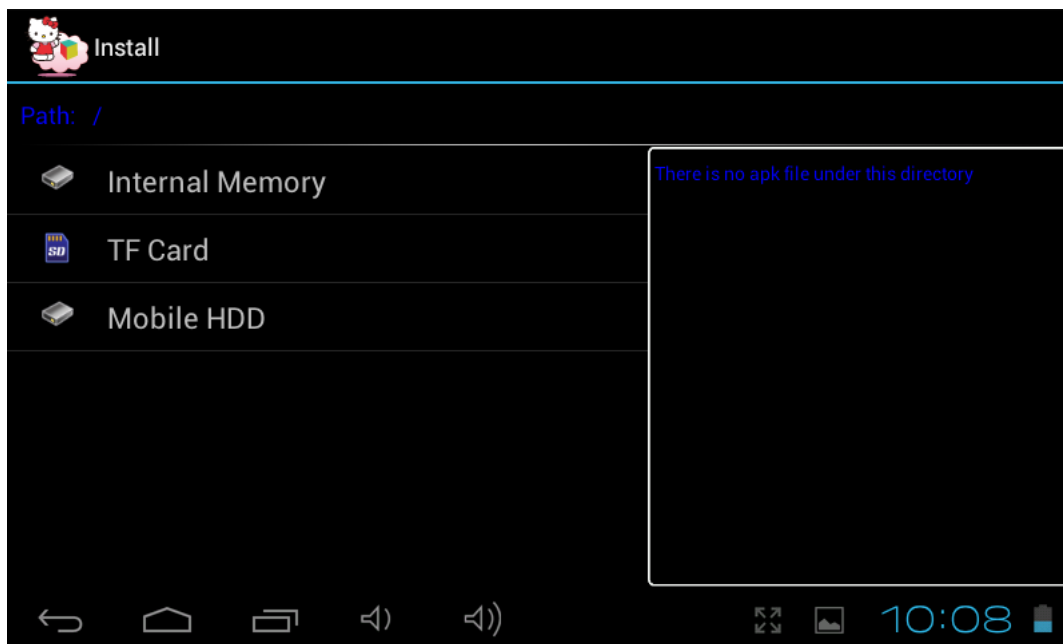 Install
Path: /
Internal Memory
There is no apk file under this directory
SD
TF Card
Mobile HDD
10:08